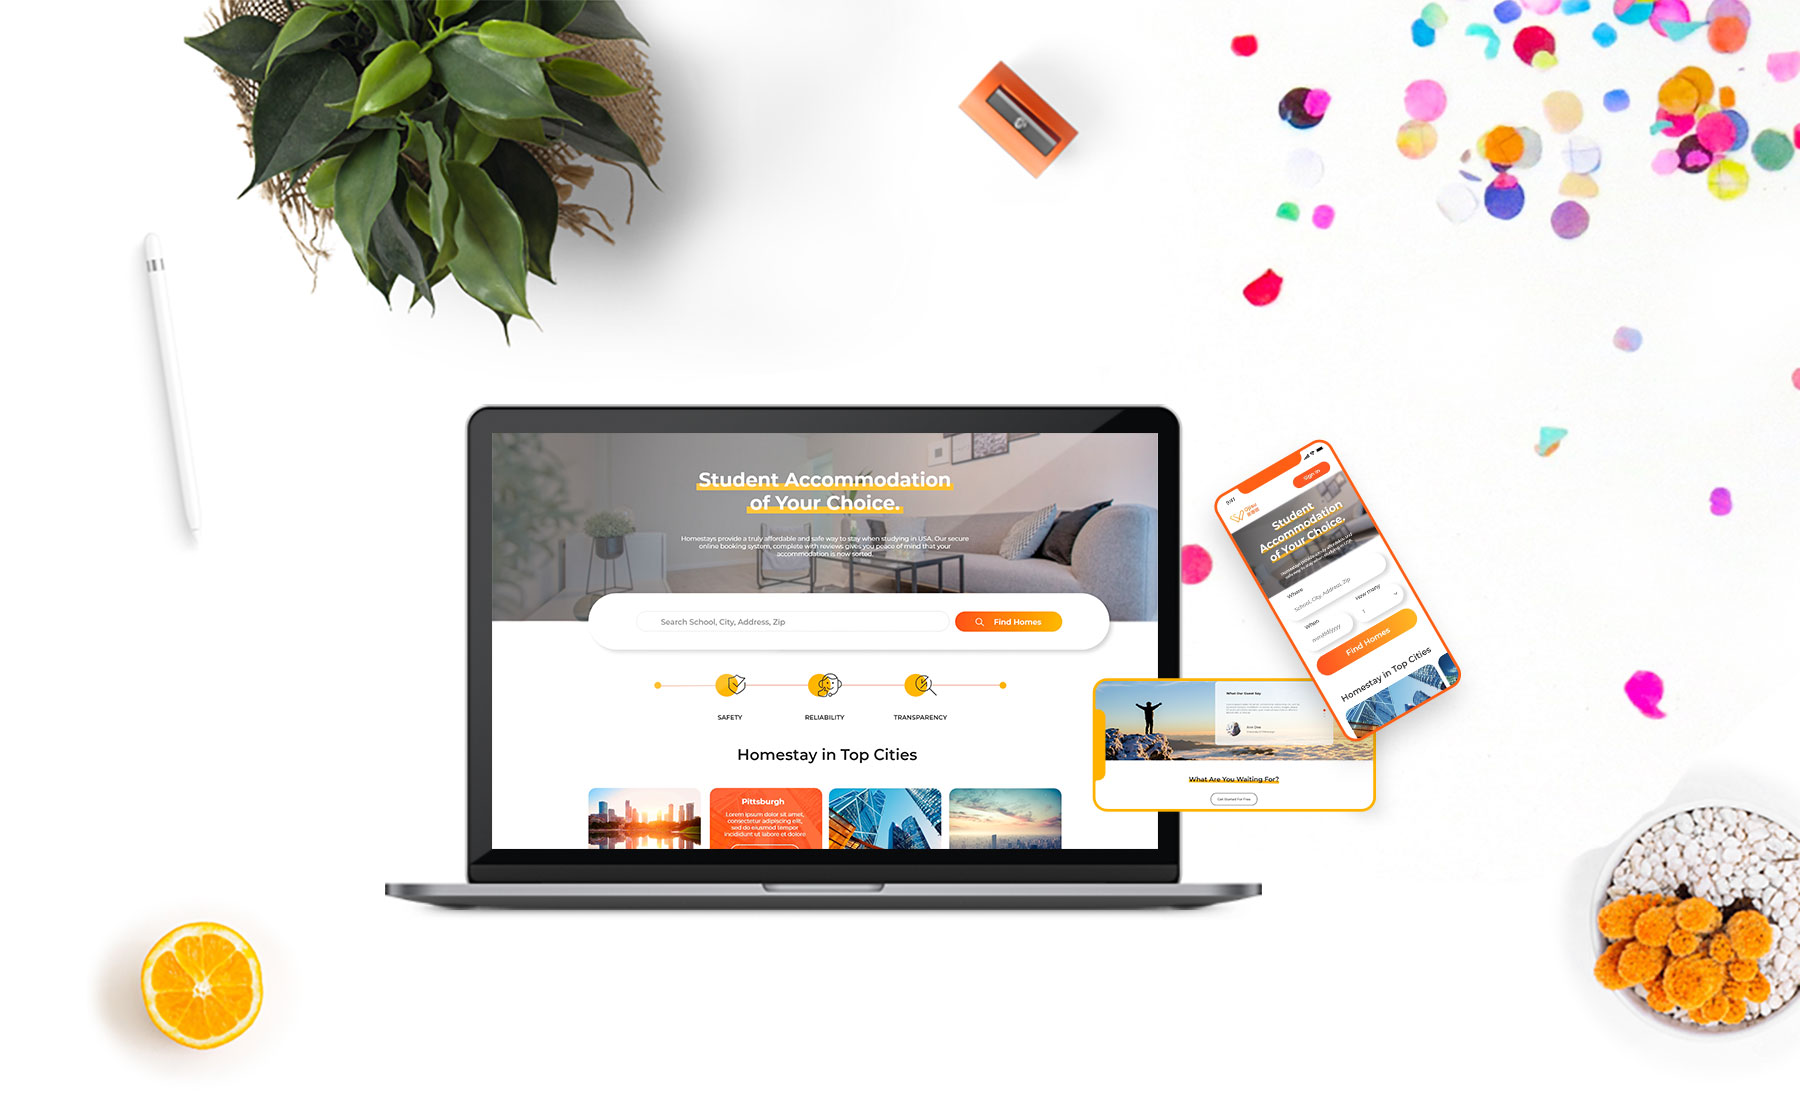 Student Accommodation
of Your Choice.
Homestays provide a truly affordable and safe way to stay when studying in USA. Our secure
online booking system, complete with reviews gives you peace of mind that your
accommodation is now sorted.
Search School, City, Address, Zip
Find Homes
SAFETY
RELIABILITY
TRANSPARENCY
Homestay in Top Cities
Pittsburgh
Lorem ipsum dolor sit amet,
consectetur adipiscing elit,
sed do eiusmod tempor
incididunt ut labore et dolore.
9:41
Sign In
Student
Accommodation
of Your Choice.
Where
School, City, Address, Zip
When
How many
mm/dd/yyyy
1
Find Homes
Homestay in Top Cities
What Our Guest Say
What Are You Waiting For?
Get Started For Free